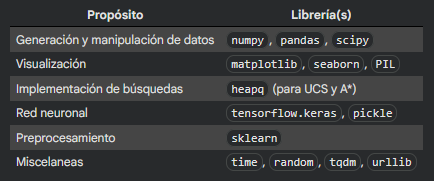 Propósito Librería(s)
Generación y manipulación de datos numpy, pandas, scipy
Visualización matplotlib, seaborn, PIL
Implementación de búsquedas heapq (para UCS y A*)
Red neuronal tensorflow.keras, pickle
Preprocesamiento sklearn
Miscelaneas time, random, tqdm, urllib